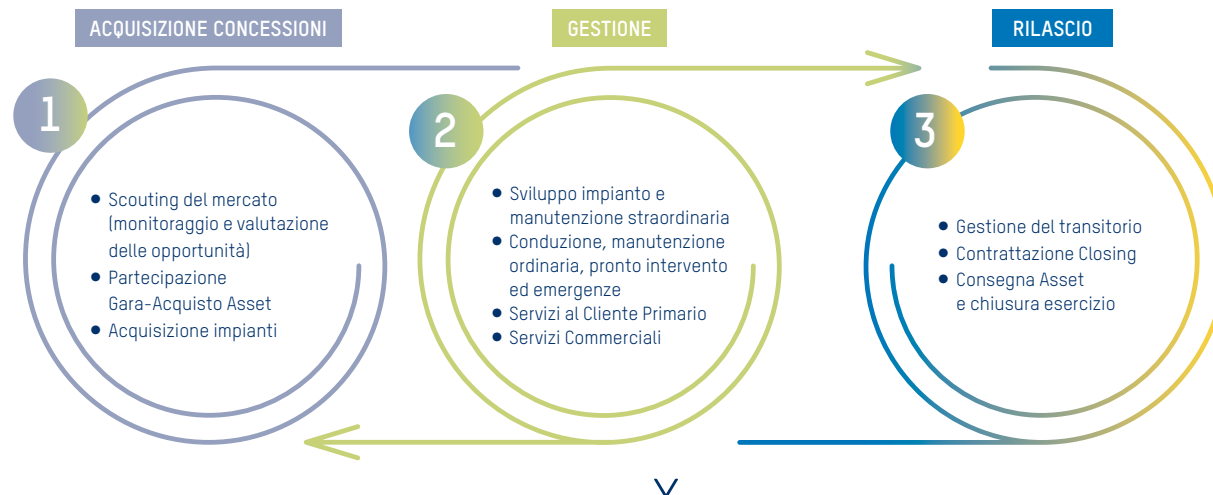 ACQUISIZIONE CONCESSIONI
1
● Scouting del mercato
(monitoraggio e valutazione
delle opportunità)
● Partecipazione
Gara-Acquisto Asset
● Acquisizione impianti
GESTIONE
2
● Sviluppo impianto e
manutenzione straordinaria
● Conduzione, manutenzione
ordinaria, pronto intervento
ed emergenze
● Servizi al Cliente Primario
● Servizi Commerciali
RILASCIO
3
● Gestione del transitorio
● Contrattazione Closing
● Consegna Asset
e chiusura esercizio